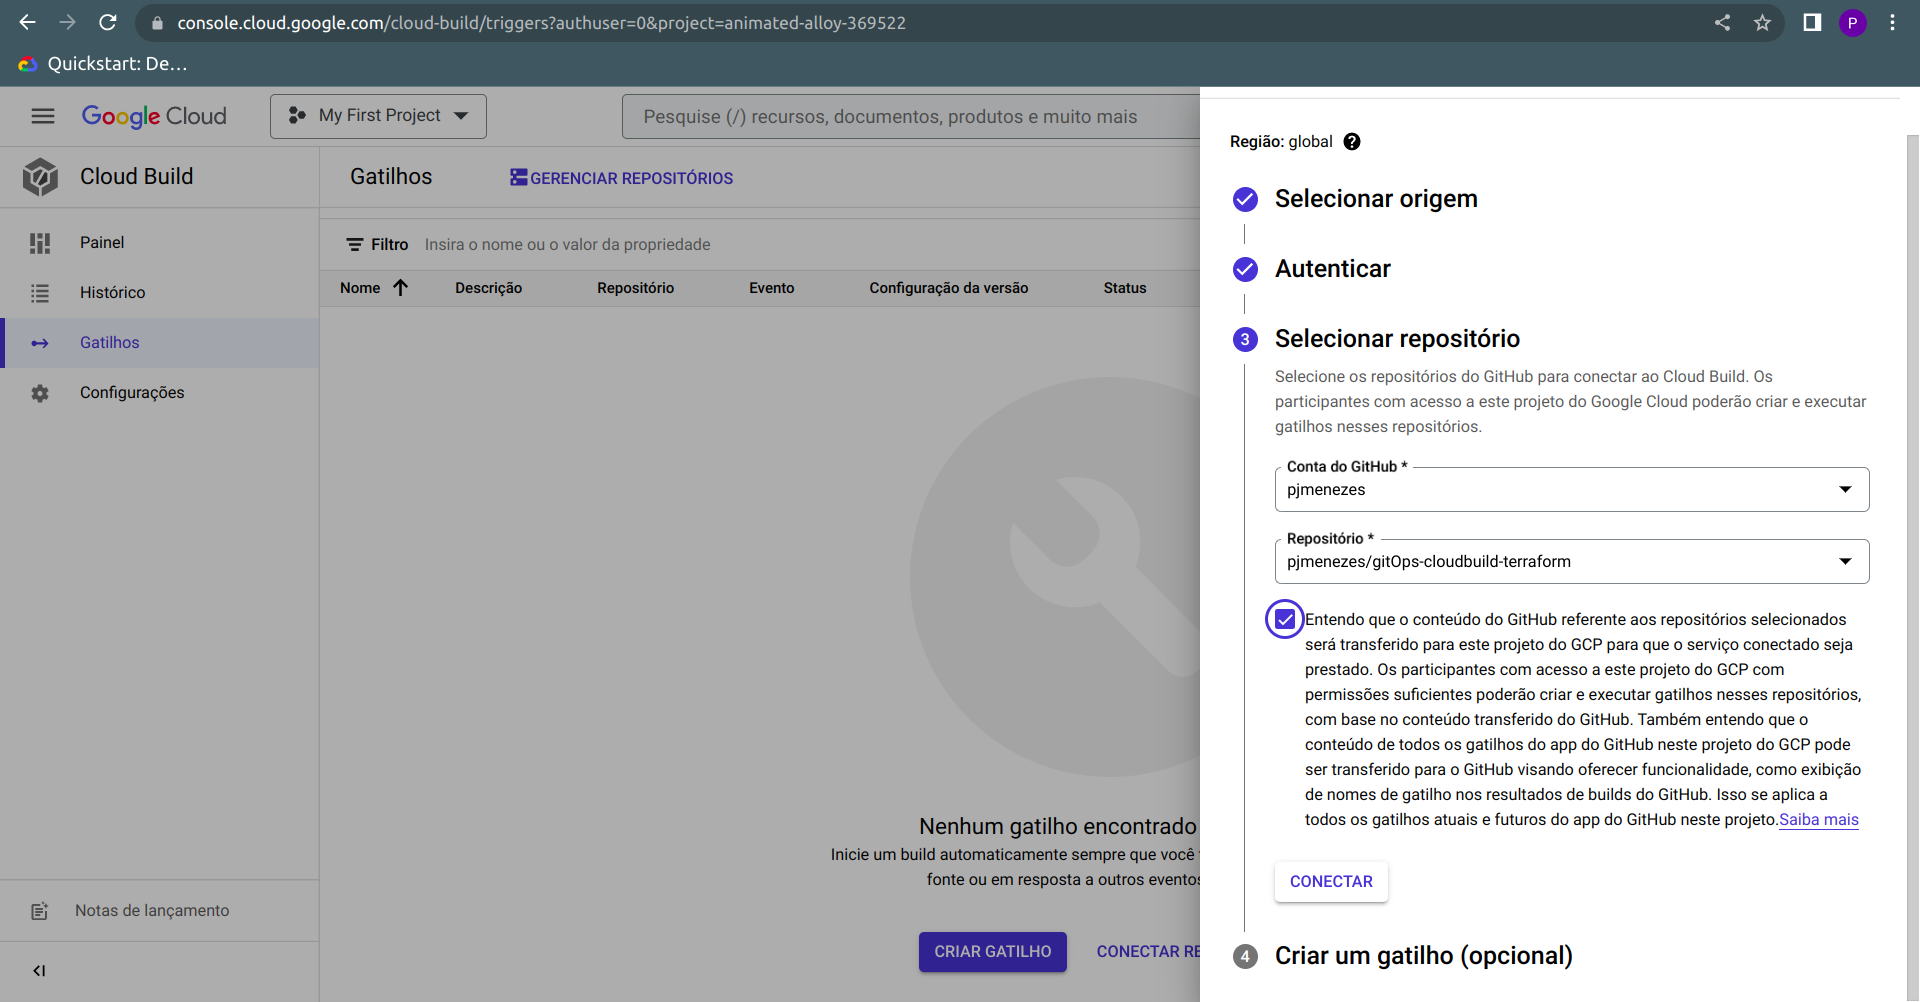 console.cloud.google.com/cloud-build/triggers?authuser=0&project=animated-alloy-369522
P
Quickstart: De...
Google Cloud
My First Project
Pesquise (/) recursos, documentos, produtos e muito mais
Cloud Build
Gatilhos
GERENCIAR REPOSITÓRIOS
Painel
Histórico
Gatilhos
Configurações
Notas de lançamento
Filtro
Insira o nome ou o valor da propriedade
Nome
Descrição
Repositório
Evento
Configuração da versão
Status
Nenhum gatilho encontrado
Inicie um build automaticamente sempre que você
fonte ou em resposta a outros eventos
CRIAR GATILHO
CONECTAR RE
Região: global
Selecionar origem
Autenticar
3
Selecionar repositório
Selecione os repositórios do GitHub para conectar ao Cloud Build. Os
participantes com acesso a este projeto do Google Cloud poderão criar e executar
gatilhos nesses repositórios.
Conta do GitHub *
pjmenezes
Repositório *
pjmenezes/gitOps-cloudbuild-terraform
Entendo que o conteúdo do GitHub referente aos repositórios selecionados
será transferido para este projeto do GCP para que o serviço conectado seja
prestado. Os participantes com acesso a este projeto do GCP com
permissões suficientes poderão criar e executar gatilhos nesses repositórios,
com base no conteúdo transferido do GitHub. Também entendo que o
conteúdo de todos os gatilhos do app do GitHub neste projeto do GCP pode
ser transferido para o GitHub visando oferecer funcionalidade, como exibição
de nomes de gatilho nos resultados de builds do GitHub. Isso se aplica a
todos os gatilhos atuais e futuros do app do GitHub neste projeto.Saiba mais
CONECTAR
4
Criar um gatilho (opcional)